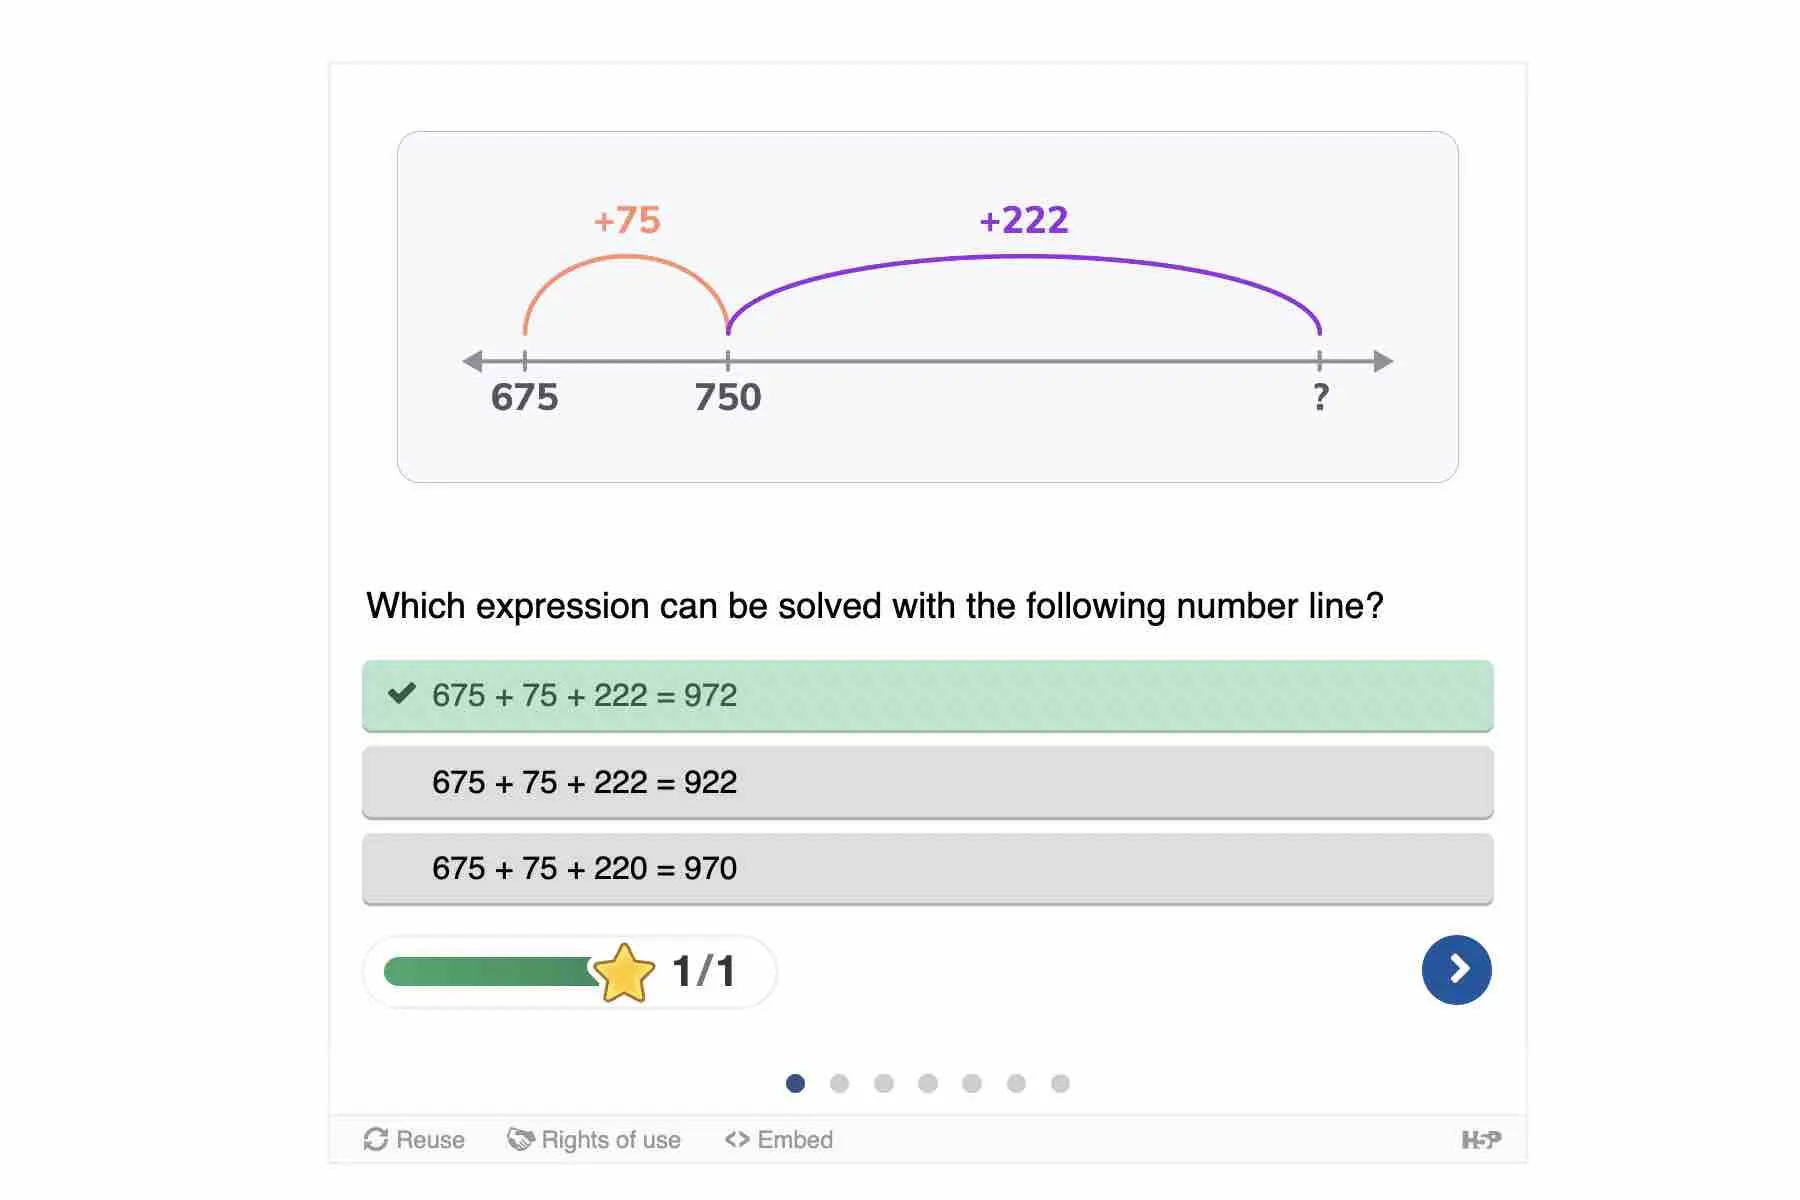 +75 +222
675 750 ?
Which expression can be solved with the following number line?
675 + 75 + 222 = 972
675 + 75 + 222 = 922
675 + 75 + 220 = 970
1/1
Reuse Rights of use <> Embed H5P